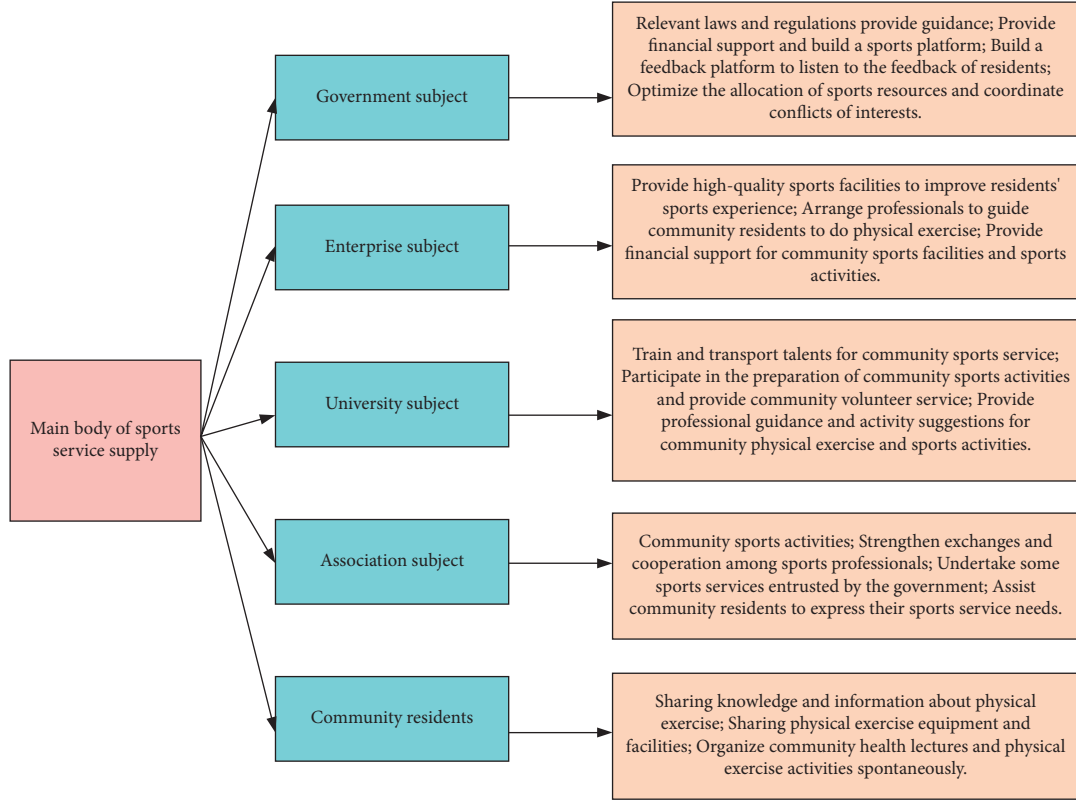 Main body of sports
service supply
Government subject
Relevant laws and regulations provide guidance; Provide
financial support and build a sports platform; Build a
feedback platform to listen to the feedback of residents;
Optimize the allocation of sports resources and coordinate
conflicts of interests.
Enterprise subject
Provide high-quality sports facilities to improve residents'
sports experience; Arrange professionals to guide
community residents to do physical exercise; Provide
financial support for community sports facilities and sports
activities.
University subject
Train and transport talents for community sports service;
Participate in the preparation of community sports activities
and provide community volunteer service; Provide
professional guidance and activity suggestions for
community physical exercise and sports activities.
Association subject
Community sports activities; Strengthen exchanges and
cooperation among sports professionals; Undertake some
sports services entrusted by the government; Assist
community residents to express their sports service needs.
Community residents
Sharing knowledge and information about physical
exercise; Sharing physical exercise equipment and
facilities; Organize community health lectures and physical
exercise activities spontaneously.